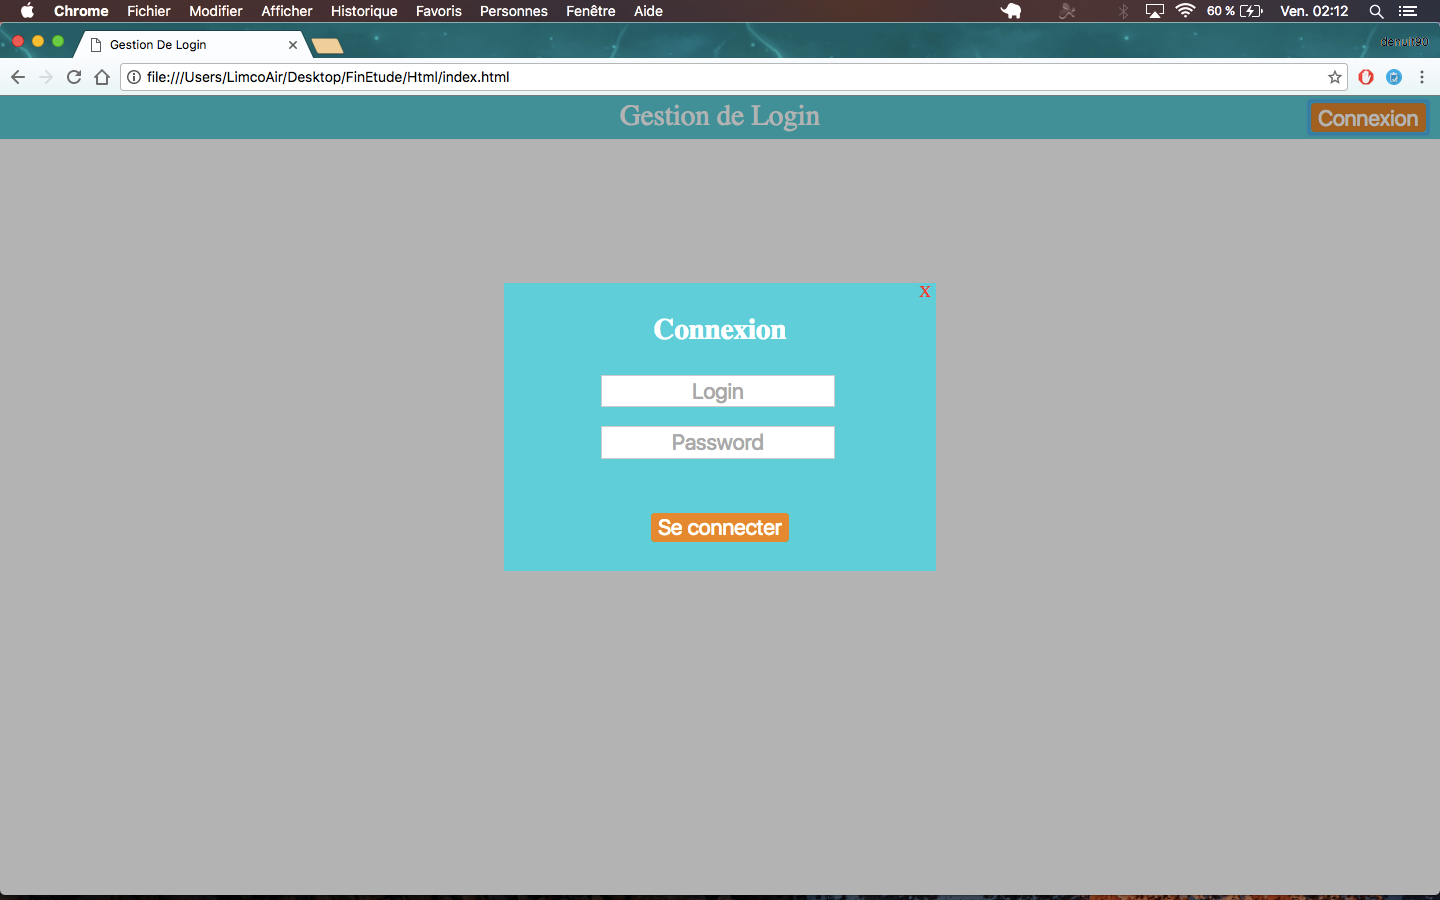 Chrome Fichier Modifier Afficher Historique Favoris Personnes Fenêtre Aide 60 % Ven. 02:12
Gestion De Login
file:///Users/LimcoAir/Desktop/FinEtude/Html/index.html
Gestion de Login Connexion
X
Connexion
Login
Password
Se connecter